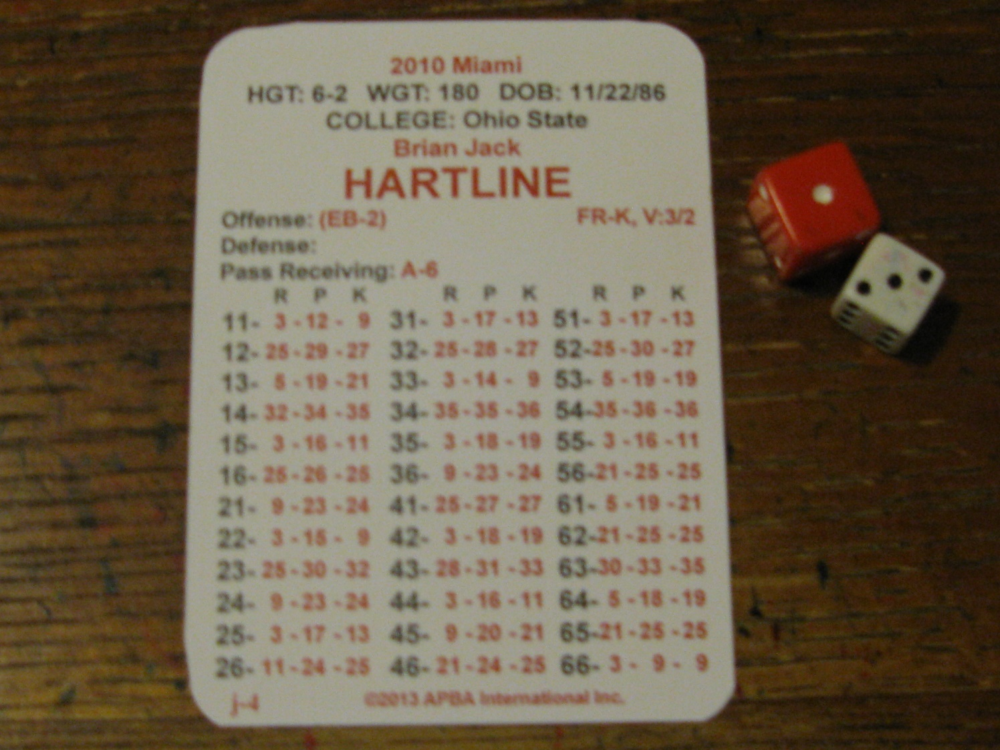 2010 Miami
HGT: 6-2 WGT: 180 DOB: 11/22/86
COLLEGE: Ohio State
Brian Jack
HARTLINE
Offense: (EB-2) FR-K, V:3/2
Defense:
Pass Receiving: A-6
R P K R P K R P K
11- 3 - 12 - 9 31- 3 - 17 - 13 51- 3 - 17 - 13
12- 25 - 29 - 27 32- 25 - 28 - 27 52- 25 - 30 - 27
13- 5 - 19 - 21 33- 3 - 14 - 9 53- 5 - 19 - 19
14- 32 - 34 - 35 34- 35 - 35 - 36 54- 35 - 36 - 36
15- 3 - 16 - 11 35- 3 - 18 - 19 55- 3 - 16 - 11
16- 25 - 26 - 25 36- 9 - 23 - 24 56- 21 - 25 - 25
21- 9 - 23 - 24 41- 25 - 27 - 27 61- 5 - 19 - 21
22- 3 - 15 - 9 42- 3 - 18 - 19 62- 21 - 25 - 25
23- 25 - 30 - 32 43- 28 - 31 - 33 63- 30 - 33 - 35
24- 9 - 23 - 24 44- 3 - 16 - 11 64- 5 - 18 - 19
25- 3 - 17 - 13 45- 9 - 20 - 21 65- 21 - 25 - 25
26- 11 - 24 - 25 46- 21 - 24 - 25 66- 3 - 9 - 9
j-4 ©2013 APBA International Inc.